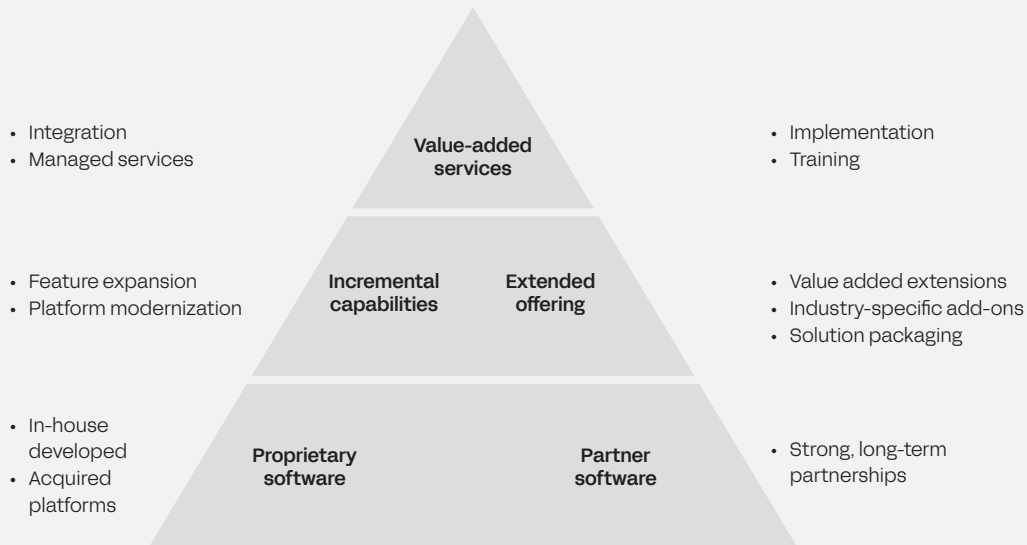 • Integration
• Managed services
Value-added
services
• Implementation
• Training
• Feature expansion
• Platform modernization
Incremental
capabilities
Extended
offering
• Value added extensions
• Industry-specific add-ons
• Solution packaging
• In-house
developed
• Acquired
platforms
Proprietary
software
Partner
software
• Strong, long-term
partnerships